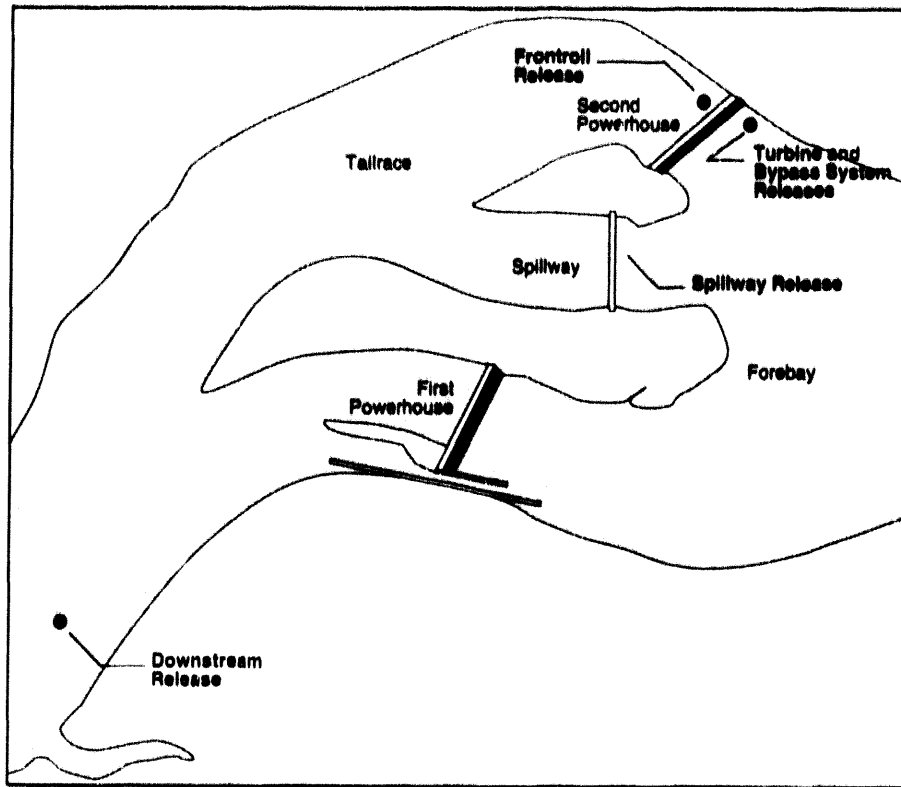 Frontroll
Release
Second
Powerhouse
Tailrace
Turbine and
Bypass System
Releases
Spillway
Spillway Release
Forebay
First
Powerhouse
Downstream
Release